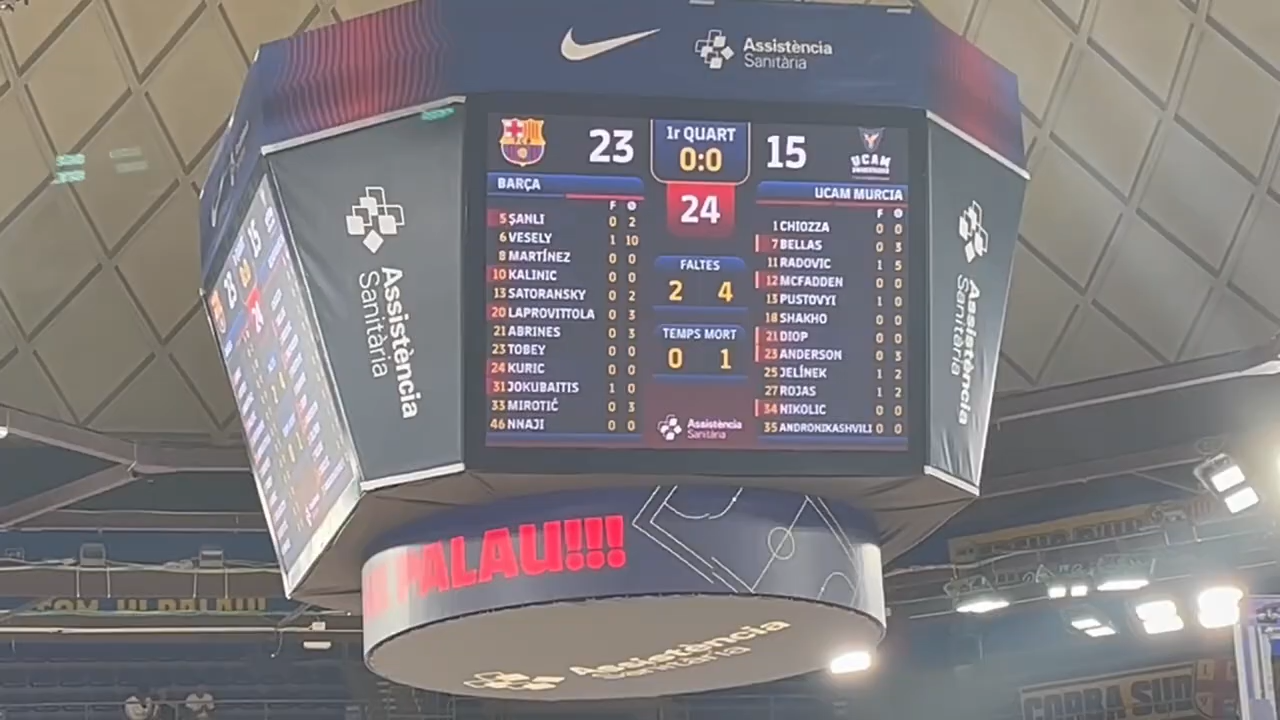 Assistència
Sanitària
23
1r QUART
0:0
15
UCAM
BARÇA
24
UCAM MURCIA
F
F
5 ŞANLI 0 2
6 VESELY 1 10
8 MARTÍNEZ 0 0
10 KALINIC 0 0
13 SATORANSKY 0 2
20 LAPROVITTOLA 0 3
21 ABRINES 0 3
23 TOBEY 0 0
24 KURIC 0 0
31 JOKUBAITIS 1 0
33 MIROTIĆ 0 3
46 NNAJI 0 0
FALTES
2 4
TEMPS MORT
0 1
Assistència
Sanitària
1 CHIOZZA 0 0
7 BELLAS 0 3
11 RADOVIC 1 5
12 MCFADDEN 0 0
13 PUSTOVYI 1 0
18 SHAKHO 0 0
21 DIOP 0 0
23 ANDERSON 0 3
25 JELÍNEK 1 2
27 ROJAS 1 2
34 NIKOLIC 0 0
35 ANDRONIKASHVILI 0 0
Assistència
Sanitària
Assistència
Sanitària
23
15
PALAU!!!
Assistència
Sanitària
SUD